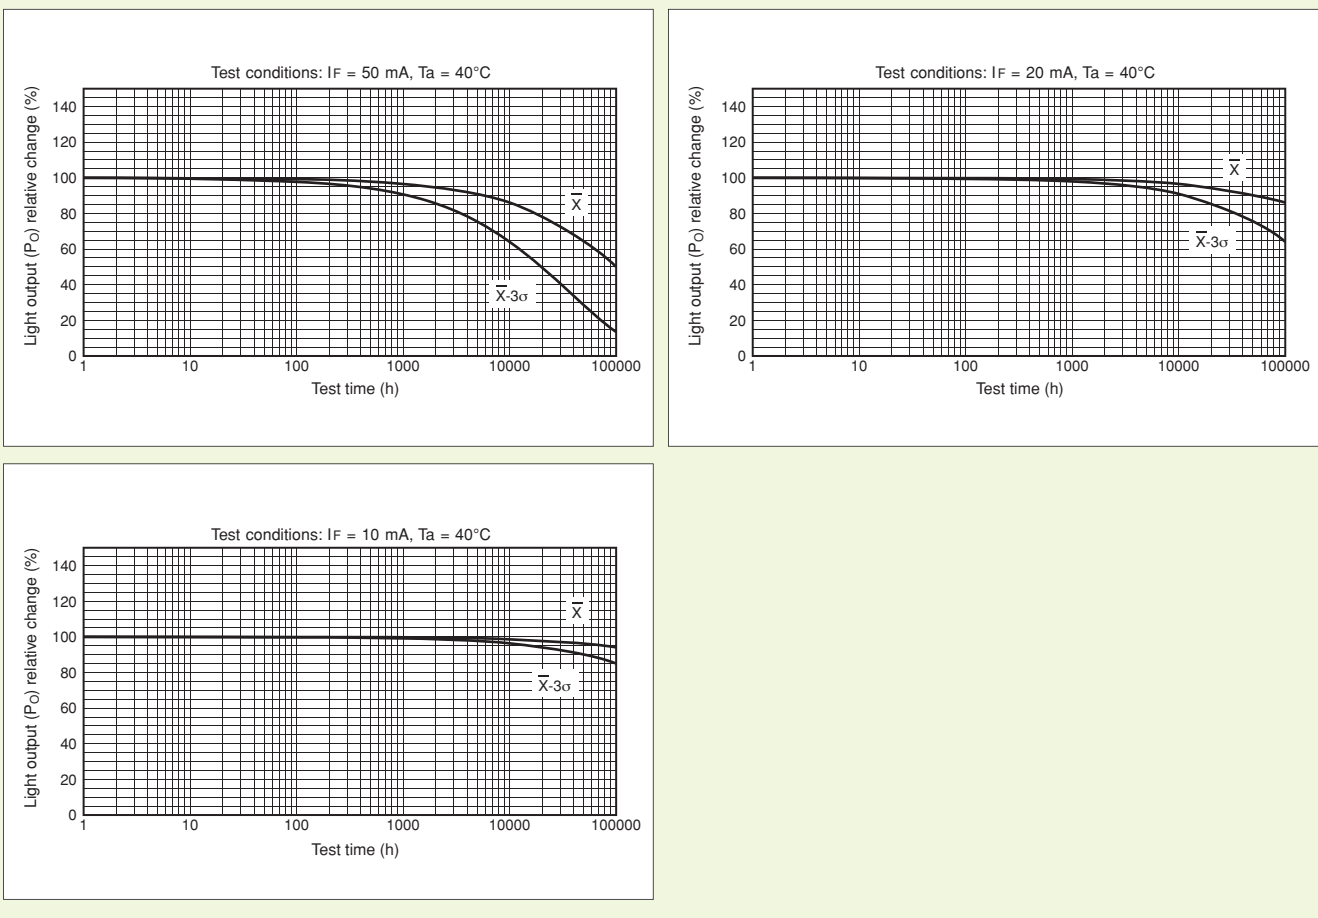 Test conditions: IF = 50 mA, Ta = 40°C
Light output (PO) relative change (%)
140
120
100
80
60
40
20
0
X̅
X̅-3σ
1 10 100 1000 10000 100000
Test time (h)
Test conditions: IF = 20 mA, Ta = 40°C
Light output (PO) relative change (%)
140
120
100
80
60
40
20
0
X̅
X̅-3σ
1 10 100 1000 10000 100000
Test time (h)
Test conditions: IF = 10 mA, Ta = 40°C
Light output (PO) relative change (%)
140
120
100
80
60
40
20
0
X̅
X̅-3σ
1 10 100 1000 10000 100000
Test time (h)